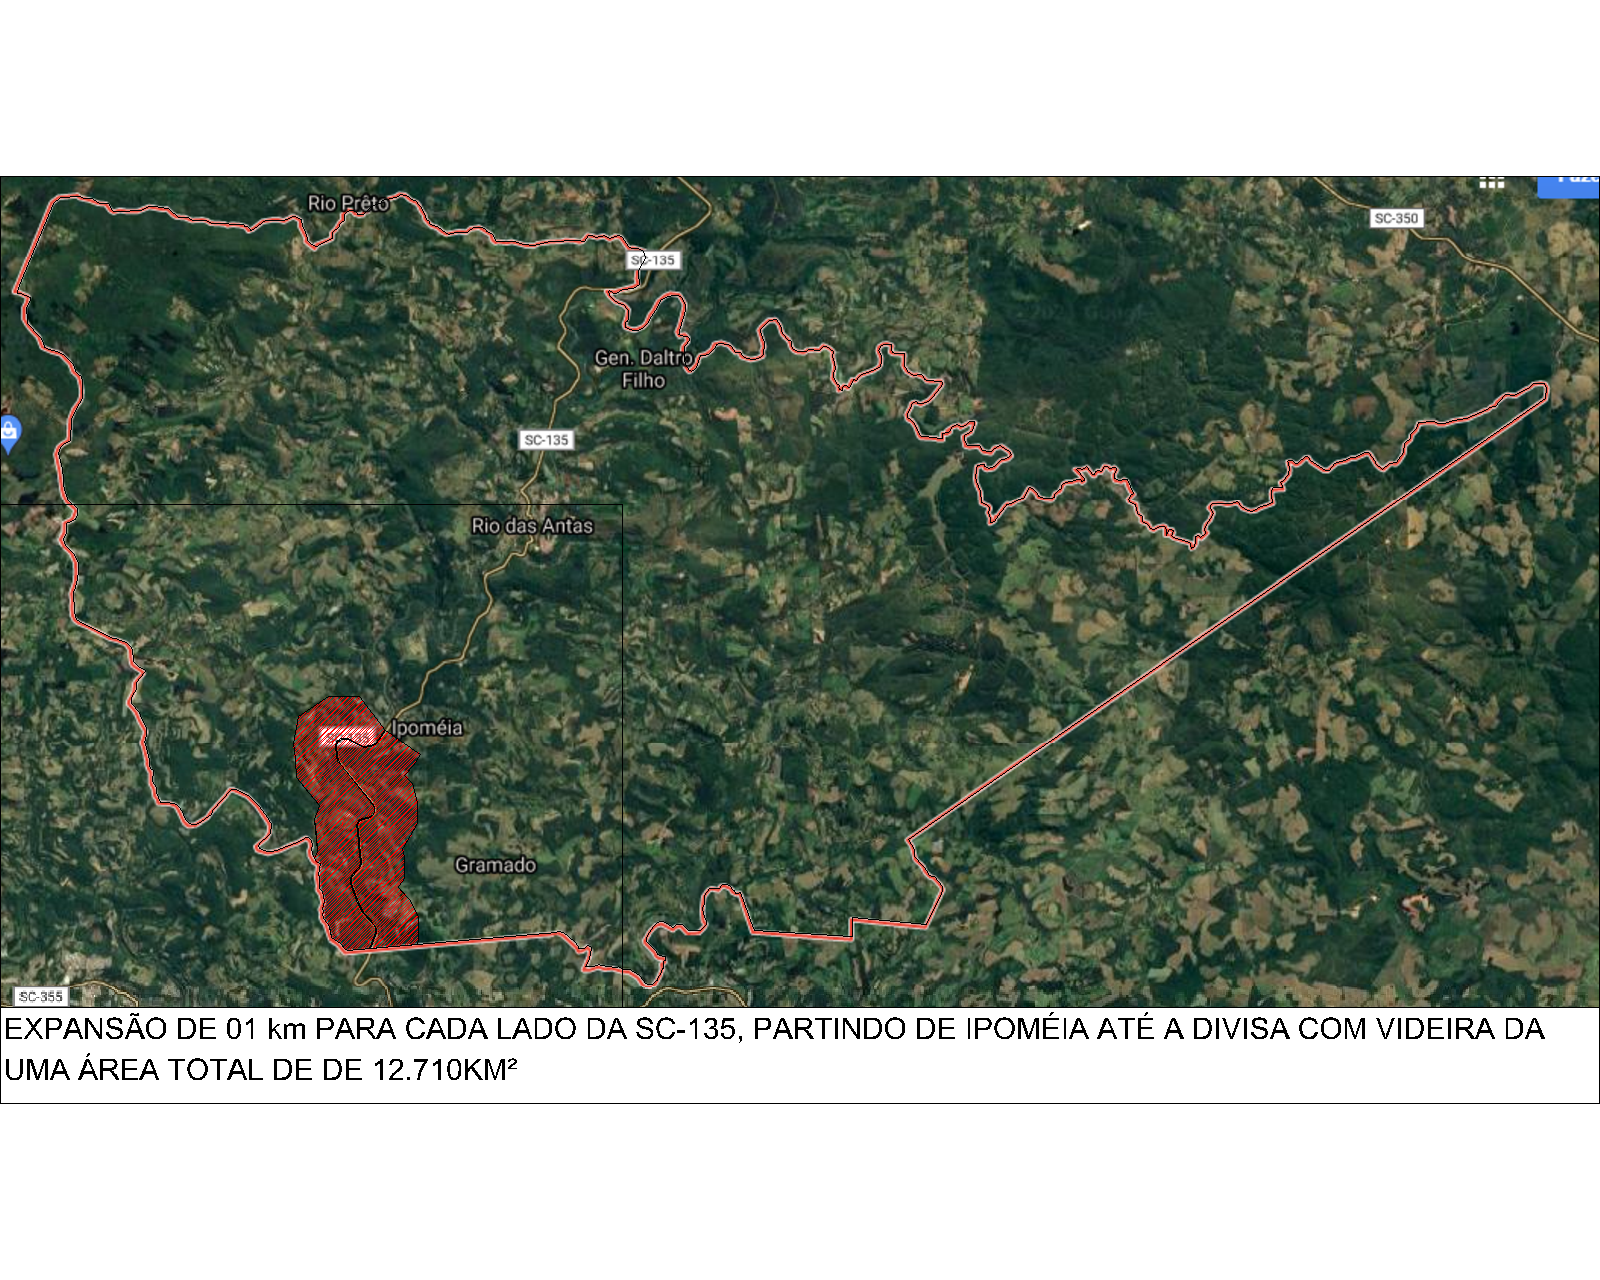 Rio Prêto
SC-350
SC-135
Gen. Daltro
Filho
SC-135
Rio das Antas
Ipoméia
Gramado
SC-355
EXPANSÃO DE 01 km PARA CADA LADO DA SC-135, PARTINDO DE IPOMÉIA ATÉ A DIVISA COM VIDEIRA DA
UMA ÁREA TOTAL DE DE 12.710KM²